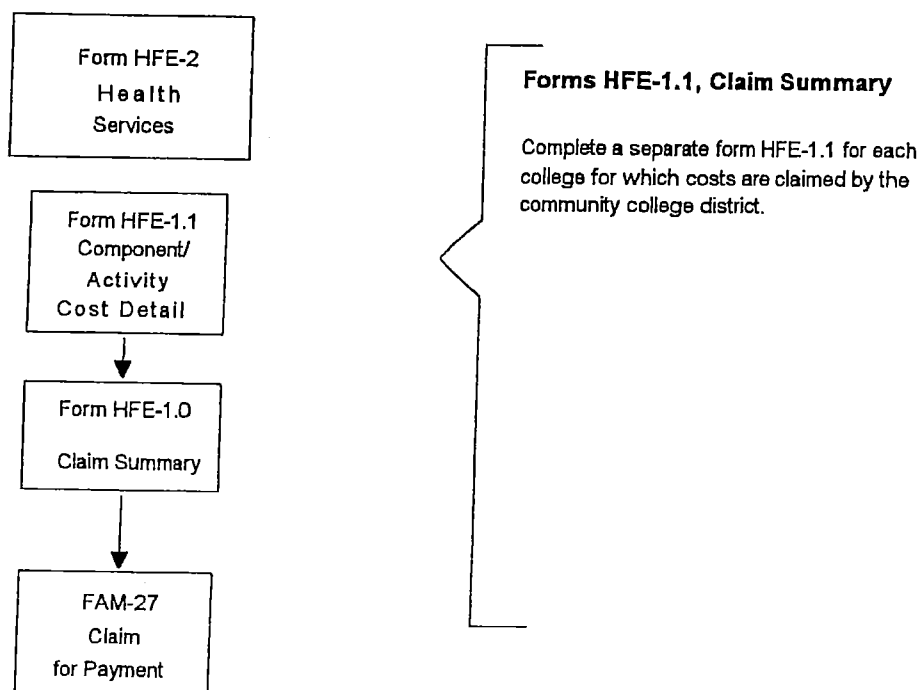 Form HFE-2
Health
Services
Form HFE-1.1
Component/
Activity
Cost Detail
Form HFE-1.0
Claim Summary
FAM-27
Claim
for Payment
Forms HFE-1.1, Claim Summary
Complete a separate form HFE-1.1 for each
college for which costs are claimed by the
community college district.